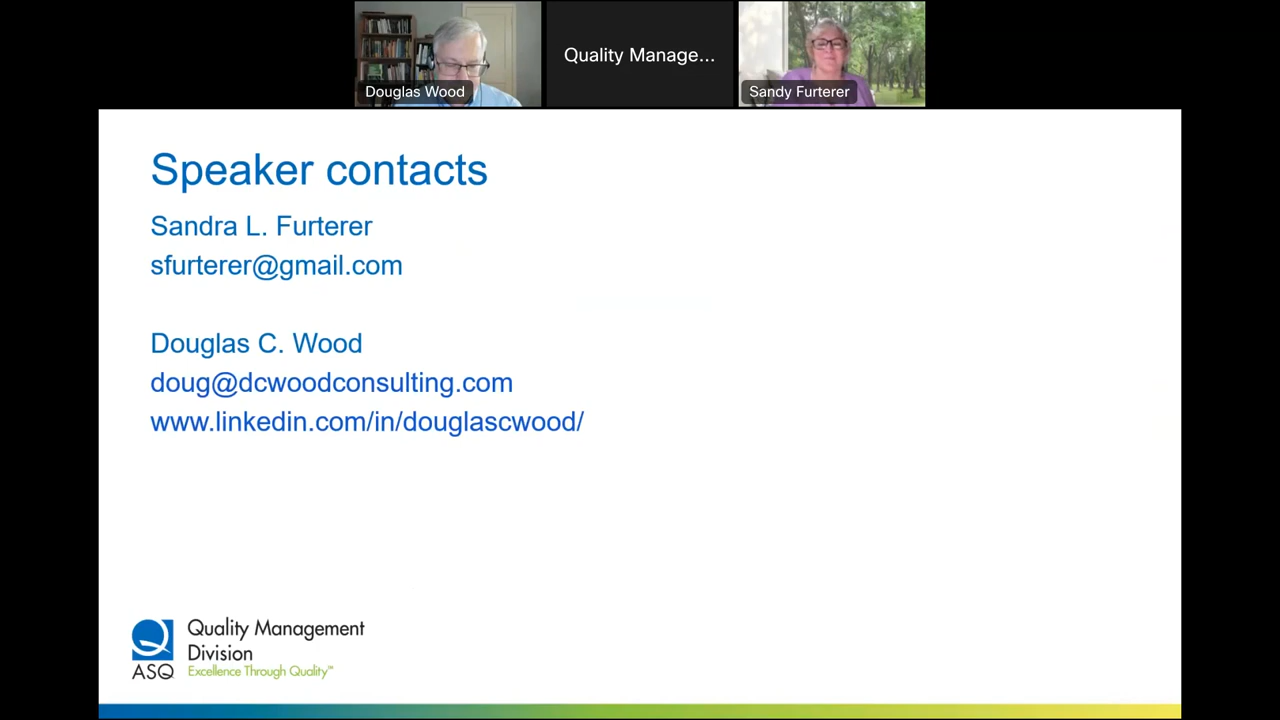 Douglas Wood
Quality Manage...
Sandy Furterer
Speaker contacts
Sandra L. Furterer
sfurterer@gmail.com
Douglas C. Wood
doug@dcwoodconsulting.com
www.linkedin.com/in/douglascwood/
Quality Management
Division
ASQ Excellence Through Quality™